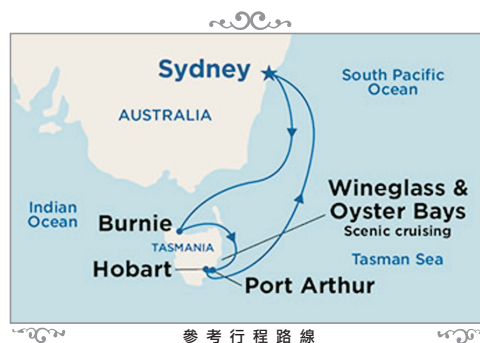 Sydney
South Pacific
Ocean
AUSTRALIA
Wineglass &
Oyster Bays
Scenic cruising
Indian
Ocean
Burnie
TASMANIA
Tasman Sea
Hobart
Port Arthur
參考行程路線